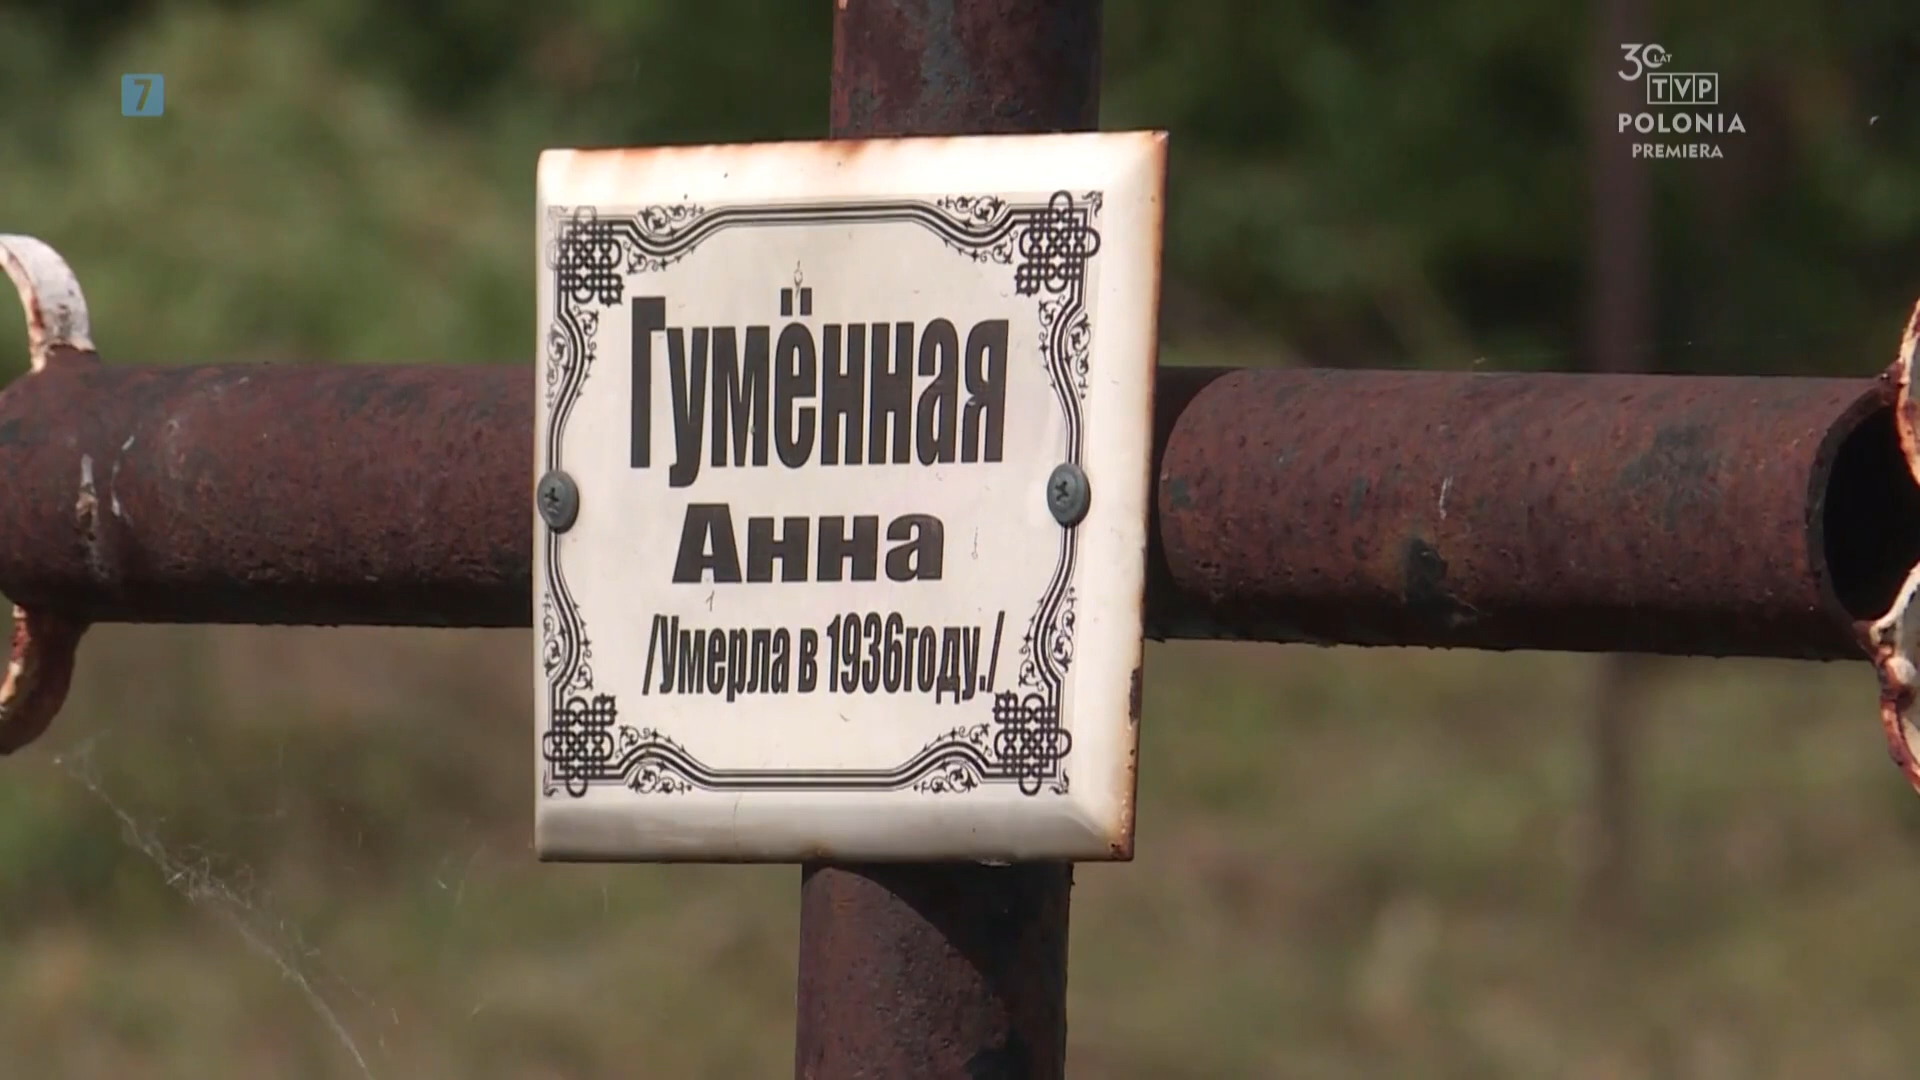 7
30 LAT
TVP
POLONIA
PREMIERA
Гумённая
Анна
/Умерла в 1936году./